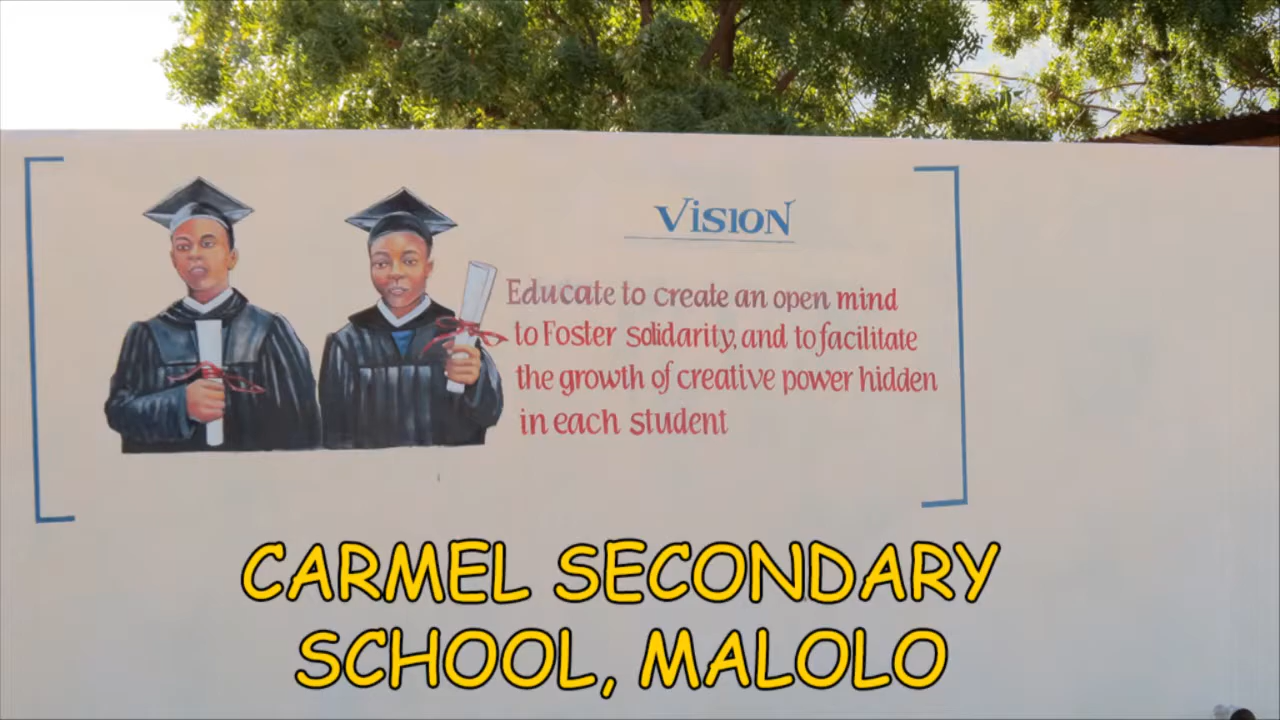 VISION
Educate to create an open mind
to Foster solidarity, and to facilitate
the growth of creative power hidden
in each student
CARMEL SECONDARY
SCHOOL, MALOLO